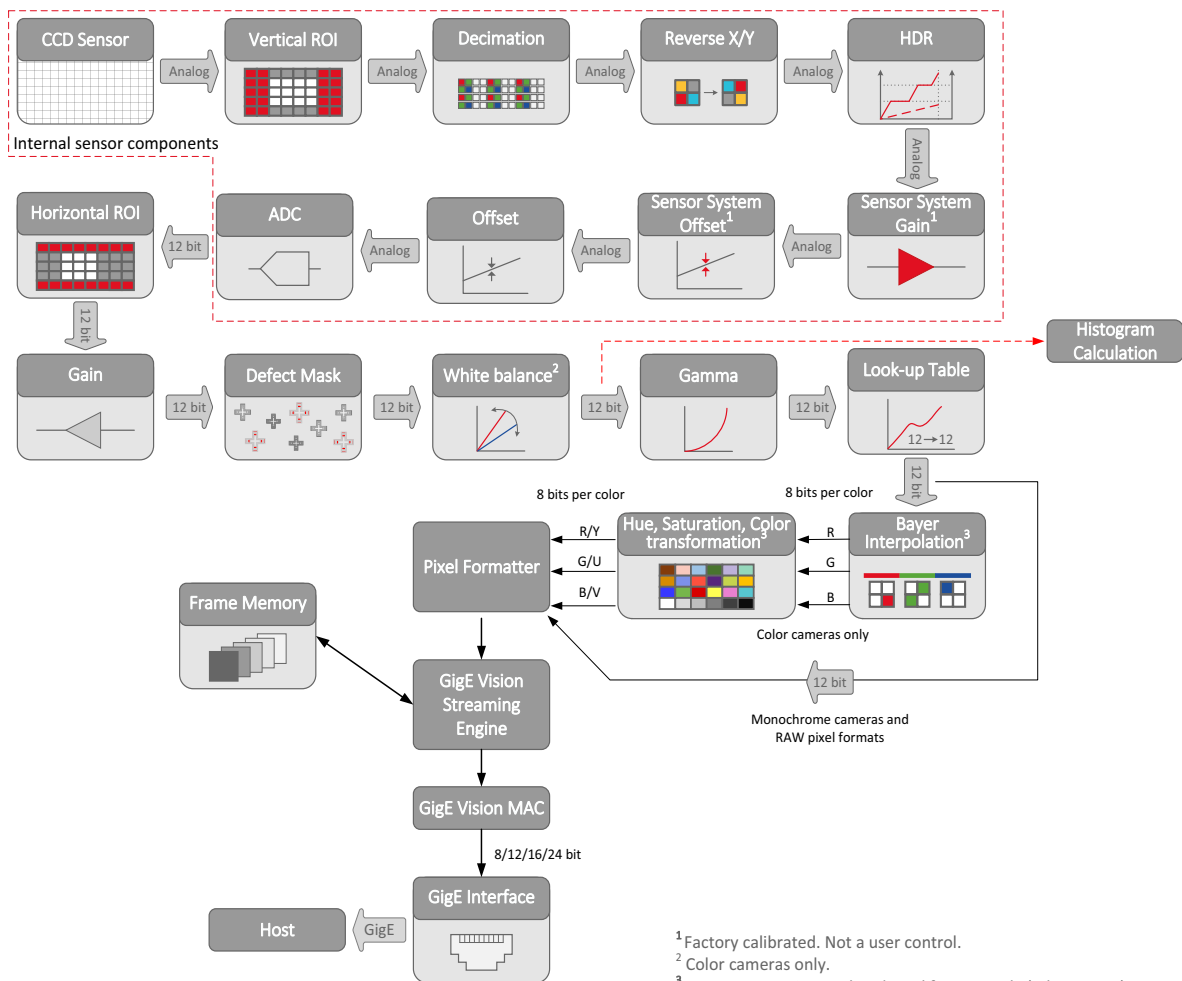 CCD Sensor
Analog
Vertical ROI
Analog
Decimation
Analog
Reverse X/Y
Analog
HDR
Internal sensor components
Analog
Horizontal ROI
12 bit
ADC
Analog
Offset
Analog
Sensor System
Offset1
Analog
Sensor System
Gain1
12 bit
Histogram
Calculation
Gain
12 bit
Defect Mask
12 bit
White balance2
12 bit
Gamma
12 bit
Look-up Table
12→12
12 bit
8 bits per color
8 bits per color
Pixel Formatter
R/Y
G/U
B/V
Hue, Saturation, Color
transformation3
R
G
B
Bayer
Interpolation3
Color cameras only
Frame Memory
12 bit
Monochrome cameras and
RAW pixel formats
GigE Vision
Streaming
Engine
GigE Vision MAC
8/12/16/24 bit
GigE Interface
Host
GigE
1 Factory calibrated. Not a user control.
2 Color cameras only.
3